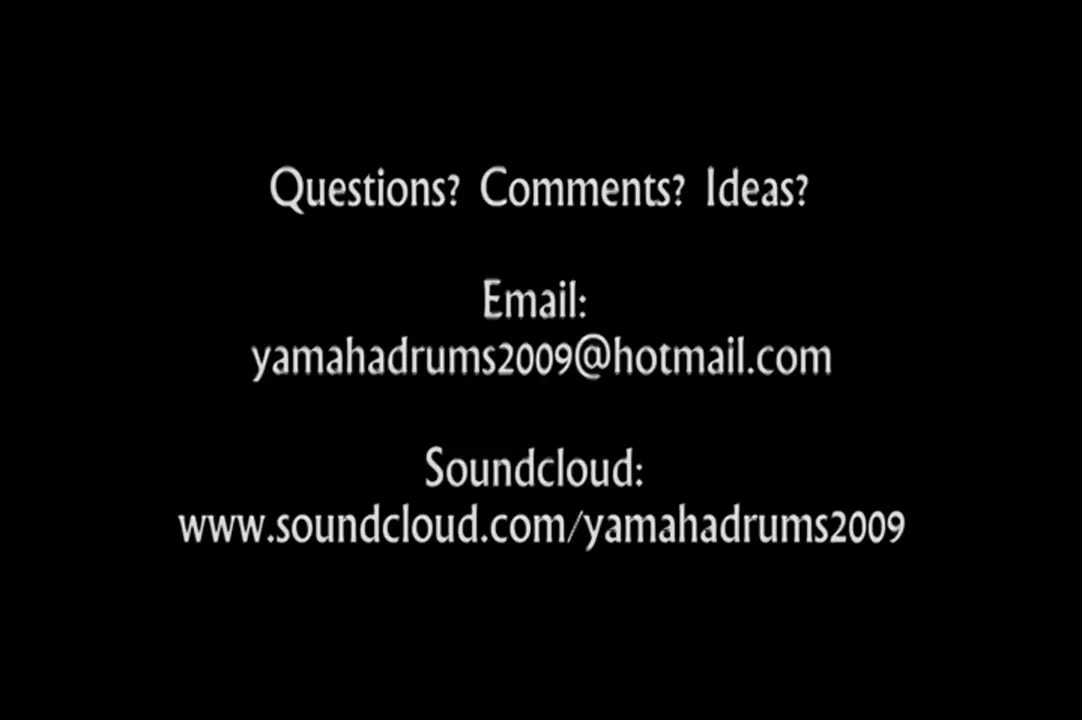 Questions? Comments? Ideas?
Email:
yamahadrums2009@hotmail.com
Soundcloud:
www.soundcloud.com/yamahadrums2009